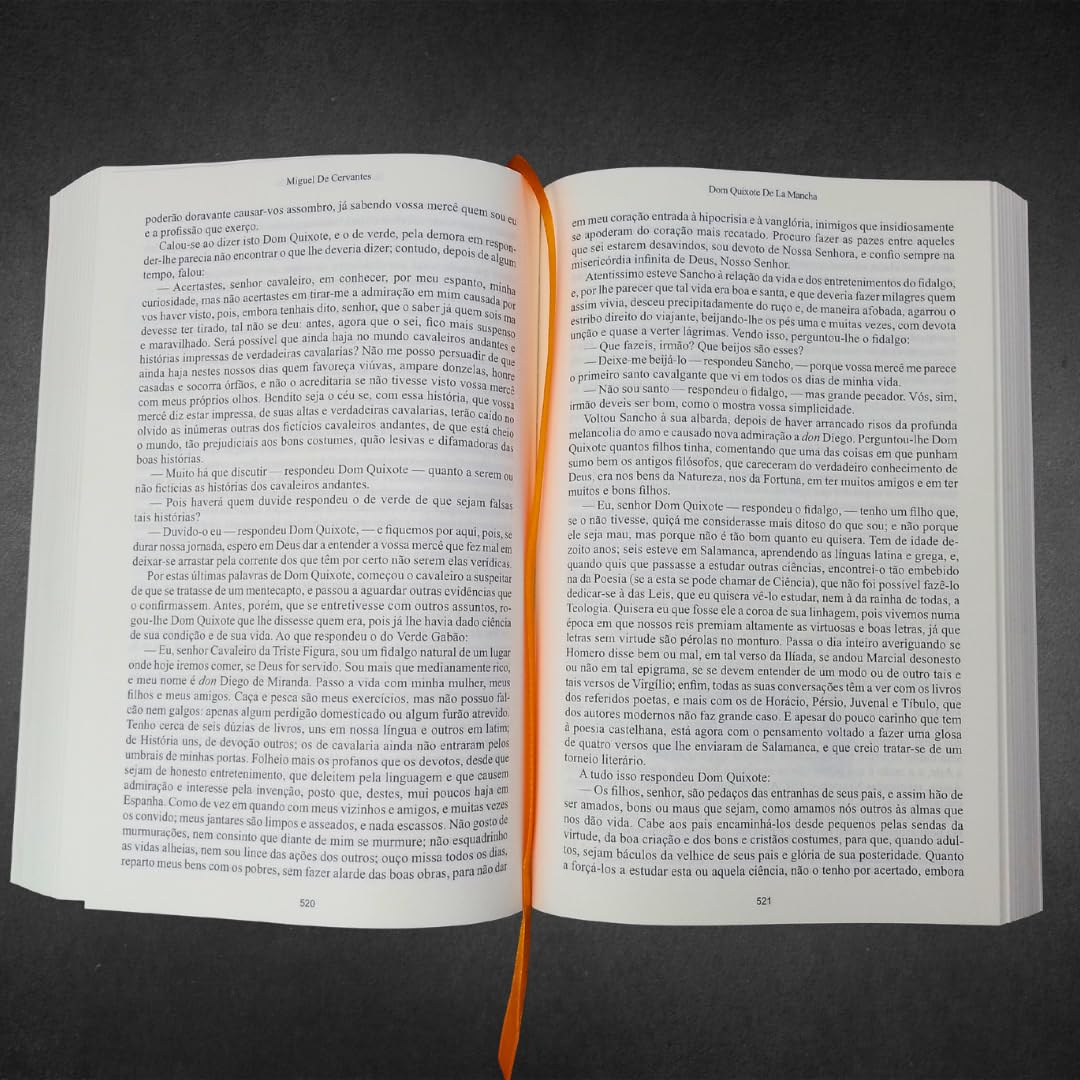 Miguel De Cervantes
poderão doravante causar-vos assombro, já sabendo vossa mercê quem sou eu
e a profissão que exerço.
Calou-se ao dizer isto Dom Quixote, e o de verde, pela demora em respon-
der-lhe parecia não encontrar o que lhe deveria dizer; contudo, depois de algum
tempo, falou:
— Acertastes, senhor cavaleiro, em conhecer, por meu espanto, minha
curiosidade, mas não acertastes em tirar-me a admiração em mim causada por
vos haver visto, pois, embora tenhais dito, senhor, que o saber já quem sois ma
devesse ter tirado, tal não se deu: antes, agora que o sei, fico mais suspenso
e maravilhado. Será possível que ainda haja no mundo cavaleiros andantes e
histórias impressas de verdadeiras cavalarias? Não me posso persuadir de que
ainda haja nestes nossos dias quem favoreça viúvas, ampare donzelas, honre
casadas e socorra órfãos, e não o acreditaria se não tivesse visto vossa mercê
com meus próprios olhos. Bendito seja o céu se, com essa história, que vossa
mercê diz estar impressa, de suas altas e verdadeiras cavalarias, terão caído no
olvido as inúmeras outras dos fictícios cavaleiros andantes, de que está cheio
o mundo, tão prejudiciais aos bons costumes, quão lesivas e difamadoras das
boas histórias.
— Muito há que discutir — respondeu Dom Quixote — quanto a serem ou
não fictícias as histórias dos cavaleiros andantes.
— Pois haverá quem duvide respondeu o de verde de que sejam falsas
tais histórias?
— Duvido-o eu — respondeu Dom Quixote, — e fiquemos por aqui, pois, se
durar nossa jornada, espero em Deus dar a entender a vossa mercê que fez mal em
deixar-se arrastar pela corrente dos que têm por certo não serem elas verídicas.
Por estas últimas palavras de Dom Quixote, começou o cavaleiro a suspeitar
de que se tratasse de um mentecapto, e passou a aguardar outras evidências que
o confirmassem. Antes, porém, que se entretivesse com outros assuntos, ro-
gou-lhe Dom Quixote que lhe dissesse quem era, pois já lhe havia dado ciência
de sua condição e de sua vida. Ao que respondeu o do Verde Gabão:
— Eu, senhor Cavaleiro da Triste Figura, sou um fidalgo natural de um lugar
onde hoje iremos comer, se Deus for servido. Sou mais que medianamente rico,
e meu nome é don Diego de Miranda. Passo a vida com minha mulher, meus
filhos e meus amigos. Caça e pesca são meus exercícios, mas não possuo fal-
cão nem galgos: apenas algum perdigão domesticado ou algum furão atrevido.
Tenho cerca de seis dúzias de livros, uns em nossa língua e outros em latim;
de História uns, de devoção outros; os de cavalaria ainda não entraram pelos
umbrais de minhas portas. Folheio mais os profanos que os devotos, desde que
sejam de honesto entretenimento, que deleitem pela linguagem e que causem
admiração e interesse pela invenção, posto que, destes, mui poucos haja em
Espanha. Como de vez em quando com meus vizinhos e amigos, e muitas vezes
os convido; meus jantares são limpos e asseados, e nada escassos. Não gosto de
murmurações, nem consinto que diante de mim se murmure; não esquadrinho
as vidas alheias, nem sou lince das ações dos outros; ouço missa todos os dias,
reparto meus bens com os pobres, sem fazer alarde das boas obras, para não dar
520
Dom Quixote De La Mancha
em meu coração entrada à hipocrisia e à vanglória, inimigos que insidiosamente
se apoderam do coração mais recatado. Procuro fazer as pazes entre aqueles
que sei estarem desavindos, sou devoto de Nossa Senhora, e confio sempre na
misericórdia infinita de Deus, Nosso Senhor.
Atentíssimo esteve Sancho à relação da vida e dos entretenimentos do fidalgo,
e, por lhe parecer que tal vida era boa e santa, e que deveria fazer milagres quem
assim vivia, desceu precipitadamente do ruço e, de maneira afobada, agarrou o
estribo direito do viajante, beijando-lhe os pés uma e muitas vezes, com devota
unção e quase a verter lágrimas. Vendo isso, perguntou-lhe o fidalgo:
— Que fazeis, irmão? Que beijos são esses?
— Deixe-me beijá-lo — respondeu Sancho, — porque vossa mercê me parece
o primeiro santo cavalgante que vi em todos os dias de minha vida.
— Não sou santo — respondeu o fidalgo, — mas grande pecador. Vós, sim,
irmão deveis ser bom, como o mostra vossa simplicidade.
Voltou Sancho à sua albarda, depois de haver arrancado risos da profunda
melancolia do amo e causado nova admiração a don Diego. Perguntou-lhe Dom
Quixote quantos filhos tinha, comentando que uma das coisas em que punham
sumo bem os antigos filósofos, que careceram do verdadeiro conhecimento de
Deus, era nos bens da Natureza, nos da Fortuna, em ter muitos amigos e em ter
muitos e bons filhos.
— Eu, senhor Dom Quixote — respondeu o fidalgo, — tenho um filho que,
se o não tivesse, quiçá me considerasse mais ditoso do que sou; e não porque
ele seja mau, mas porque não é tão bom quanto eu quisera. Tem de idade de-
zoito anos; seis esteve em Salamanca, aprendendo as línguas latina e grega, e,
quando quis que passasse a estudar outras ciências, encontrei-o tão embebido
na da Poesia (se a esta se pode chamar de Ciência), que não foi possível fazê-lo
dedicar-se à das Leis, que eu quisera vê-lo estudar, nem à da rainha de todas, a
Teologia. Quisera eu que fosse ele a coroa de sua linhagem, pois vivemos numa
época em que nossos reis premiam altamente as virtuosas e boas letras, já que
letras sem virtude são pérolas no monturo. Passa o dia inteiro averiguando se
Homero disse bem ou mal, em tal verso da Ilíada, se andou Marcial desonesto
ou não em tal epigrama, se se devem entender de um modo ou de outro tais e
tais versos de Virgílio; enfim, todas as suas conversações têm a ver com os livros
dos referidos poetas, e mais com os de Horácio, Pérsio, Juvenal e Tíbulo, que
dos autores modernos não faz grande caso. E apesar do pouco carinho que tem
à poesia castelhana, está agora com o pensamento voltado a fazer uma glosa
de quatro versos que lhe enviaram de Salamanca, e que creio tratar-se de um
torneio literário.
A tudo isso respondeu Dom Quixote:
— Os filhos, senhor, são pedaços das entranhas de seus pais, e assim hão de
ser amados, bons ou maus que sejam, como amamos nós outros às almas que
nos dão vida. Cabe aos pais encaminhá-los desde pequenos pelas sendas da
virtude, da boa criação e dos bons e cristãos costumes, para que, quando adul-
tos, sejam báculos da velhice de seus pais e glória de sua posteridade. Quanto
a forçá-los a estudar esta ou aquela ciência, não o tenho por acertado, embora
521